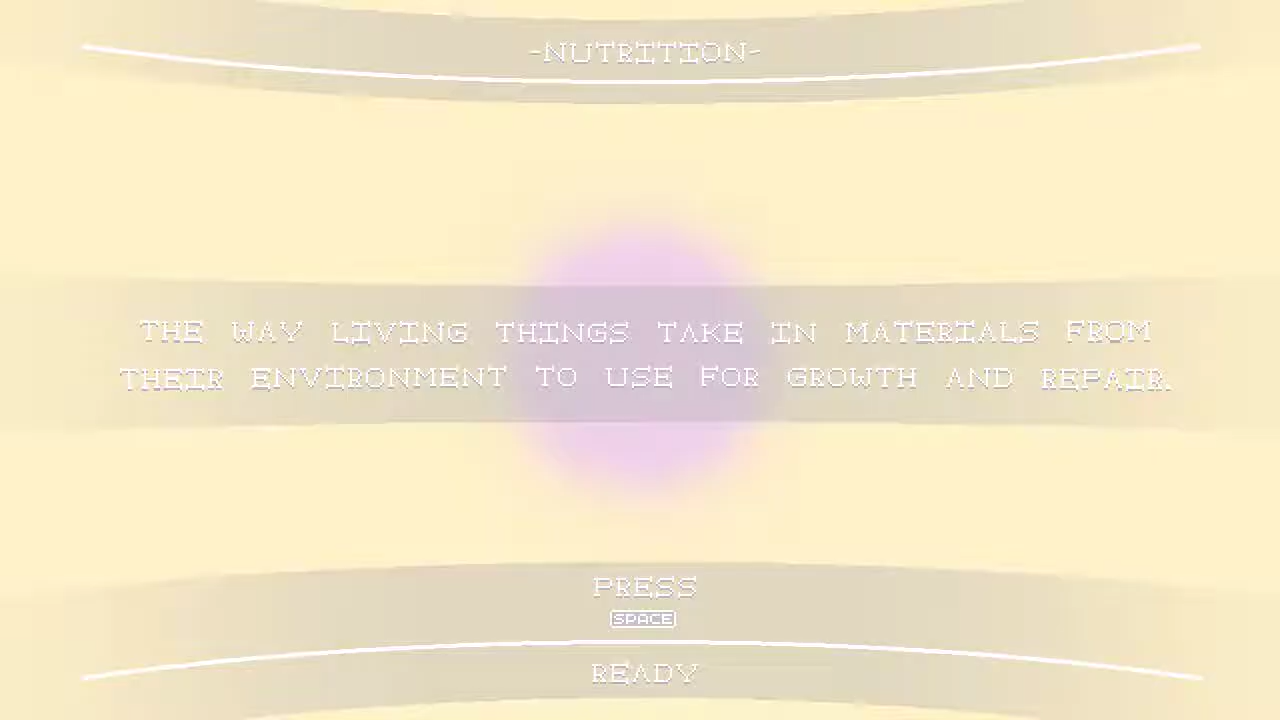 -NUTRITION-
THE WAY LIVING THINGS TAKE IN MATERIALS FROM
THEIR ENVIRONMENT TO USE FOR GROWTH AND REPAIR.
PRESS
SPACE
READY